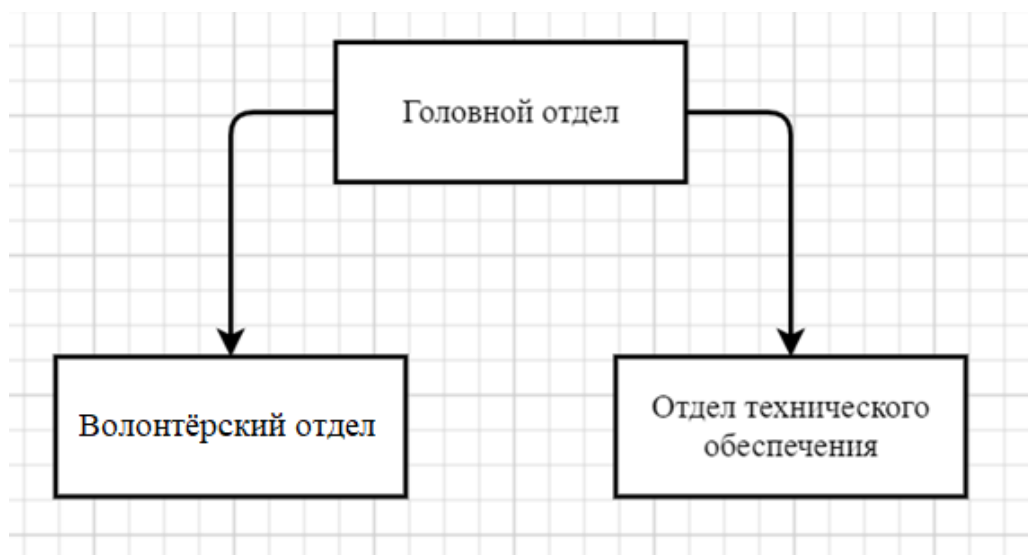 Головной отдел
Волонтёрский отдел
Отдел технического
обеспечения